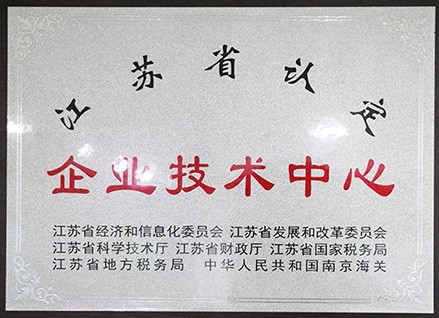 江苏省认定
企业技术中心
江苏省经济和信息化委员会 江苏省发展和改革委员会
江苏省科学技术厅 江苏省财政厅 江苏省国家税务局
江苏省地方税务局 中华人民共和国南京海关